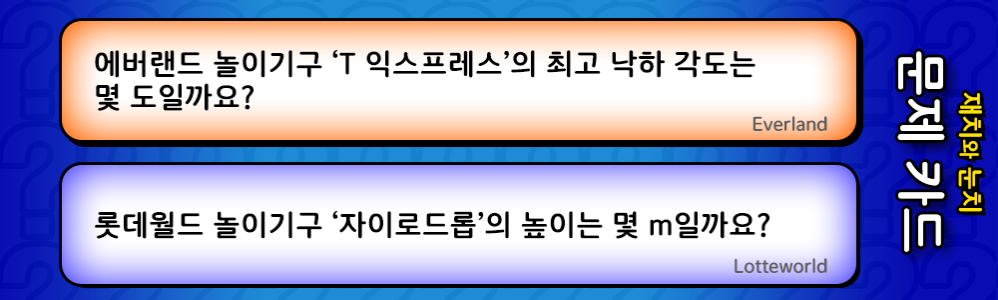 에버랜드 놀이기구 ‘T 익스프레스’의 최고 낙하 각도는
몇 도일까요?
Everland
롯데월드 놀이기구 ‘자이로드롭’의 높이는 몇 m일까요?
Lotteworld
재치와 눈치
문제 카드